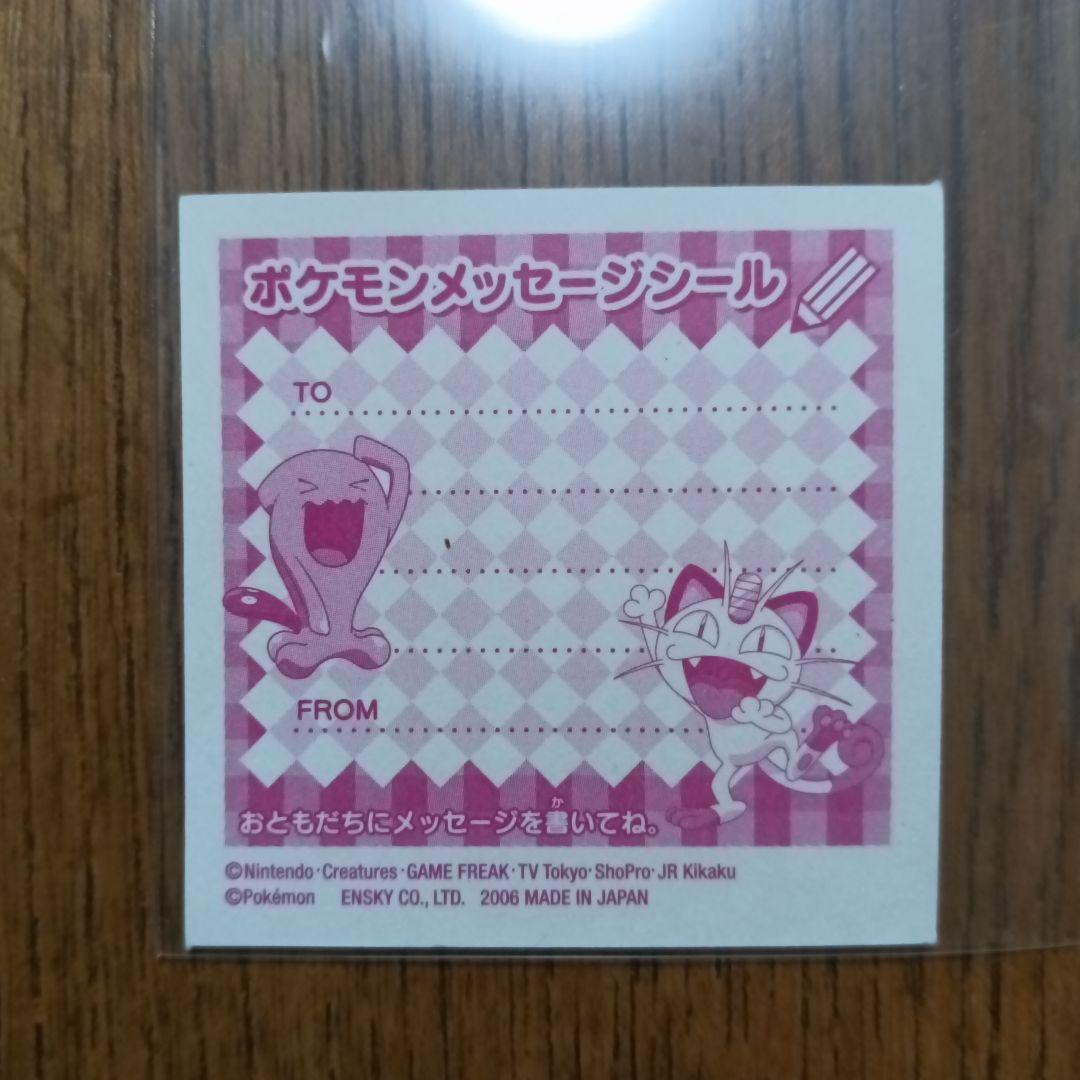 ポケモンメッセージシール
TO
FROM
か
おともだちにメッセージを書いてね。
©Nintendo・Creatures・GAME FREAK・TV Tokyo・ShoPro・JR Kikaku
©Pokémon ENSKY CO., LTD. 2006 MADE IN JAPAN